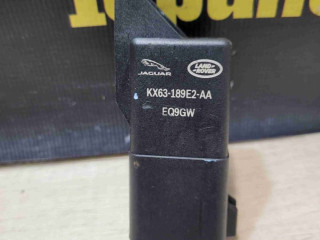 JAGUAR
LAND ROVER
KX63-189E2-AA
EQ9GW